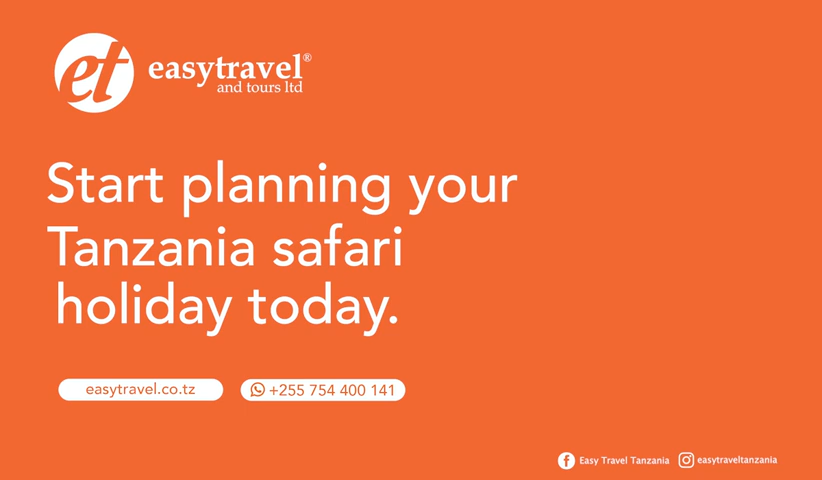 et
easytravel®
and tours ltd
Start planning your
Tanzania safari
holiday today.
easytravel.co.tz
+255 754 400 141
Easy Travel Tanzania
easytraveltanzania